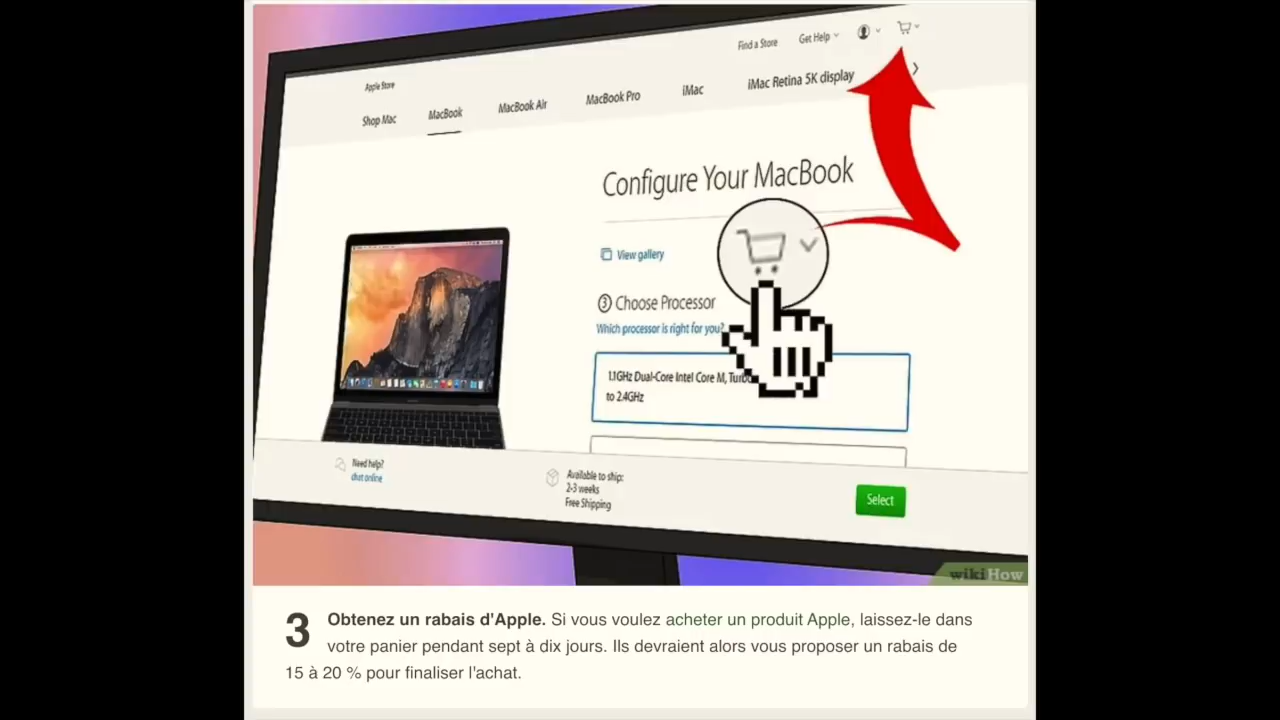 Find a Store
Get Help
Apple Store
Shop Mac
MacBook
MacBook Air
MacBook Pro
iMac
iMac Retina 5K display
Configure Your MacBook
View gallery
3 Choose Processor
Which processor is right for you?
1.1GHz Dual-Core Intel Core M, Turbo
to 2.4GHz
Need help?
chat online
Available to ship:
2-3 weeks
Free Shipping
Select
wikiHow
3 Obtenez un rabais d'Apple. Si vous voulez acheter un produit Apple, laissez-le dans
votre panier pendant sept à dix jours. Ils devraient alors vous proposer un rabais de
15 à 20 % pour finaliser l'achat.